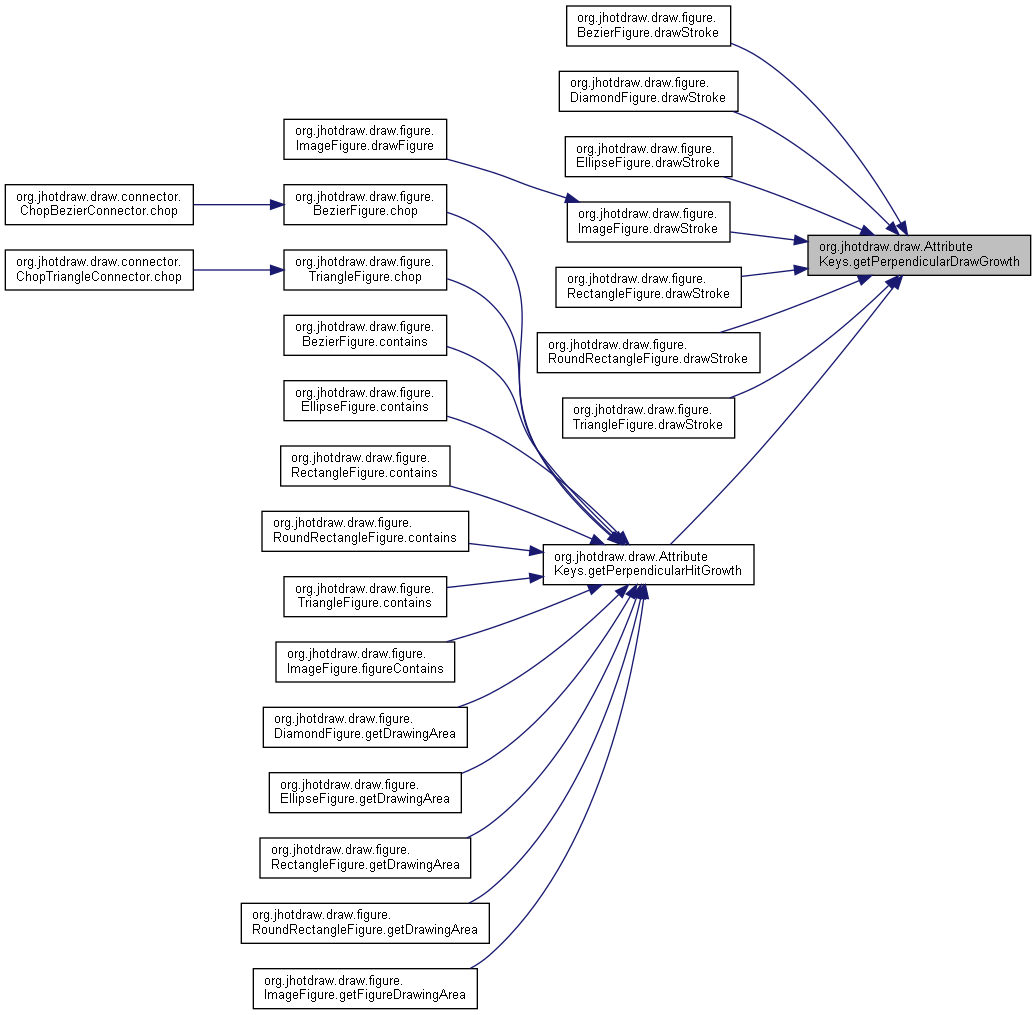 org.jhotdraw.draw.figure.
BezierFigure.drawStroke
org.jhotdraw.draw.figure.
DiamondFigure.drawStroke
org.jhotdraw.draw.figure.
ImageFigure.drawFigure
org.jhotdraw.draw.figure.
EllipseFigure.drawStroke
org.jhotdraw.draw.connector.
ChopBezierConnector.chop
org.jhotdraw.draw.figure.
BezierFigure.chop
org.jhotdraw.draw.figure.
ImageFigure.drawStroke
org.jhotdraw.draw.Attribute
Keys.getPerpendicularDrawGrowth
org.jhotdraw.draw.connector.
ChopTriangleConnector.chop
org.jhotdraw.draw.figure.
TriangleFigure.chop
org.jhotdraw.draw.figure.
RectangleFigure.drawStroke
org.jhotdraw.draw.figure.
BezierFigure.contains
org.jhotdraw.draw.figure.
RoundRectangleFigure.drawStroke
org.jhotdraw.draw.figure.
EllipseFigure.contains
org.jhotdraw.draw.figure.
TriangleFigure.drawStroke
org.jhotdraw.draw.figure.
RectangleFigure.contains
org.jhotdraw.draw.figure.
RoundRectangleFigure.contains
org.jhotdraw.draw.Attribute
Keys.getPerpendicularHitGrowth
org.jhotdraw.draw.figure.
TriangleFigure.contains
org.jhotdraw.draw.figure.
ImageFigure.figureContains
org.jhotdraw.draw.figure.
DiamondFigure.getDrawingArea
org.jhotdraw.draw.figure.
EllipseFigure.getDrawingArea
org.jhotdraw.draw.figure.
RectangleFigure.getDrawingArea
org.jhotdraw.draw.figure.
RoundRectangleFigure.getDrawingArea
org.jhotdraw.draw.figure.
ImageFigure.getFigureDrawingArea